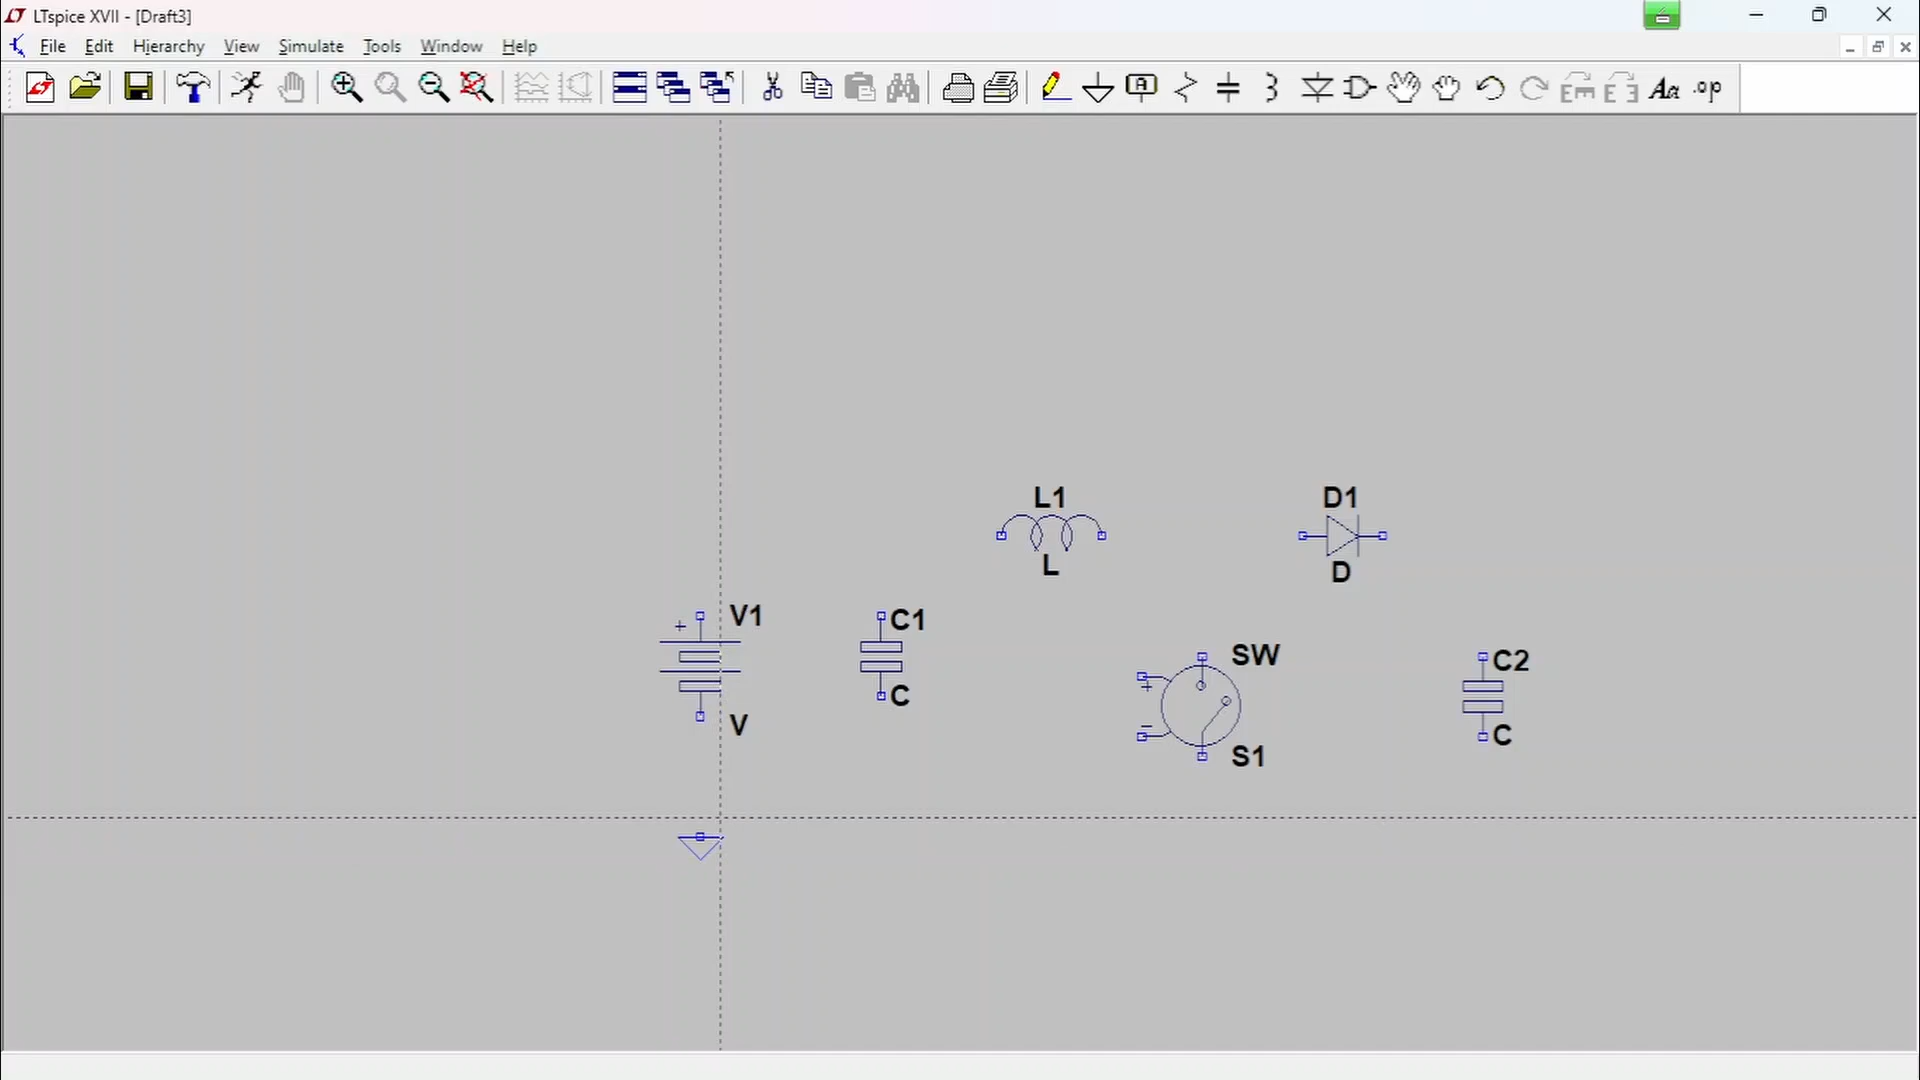 LTspice XVII - [Draft3]
File Edit Hierarchy View Simulate Tools Window Help
A Aa .op
L1 D1
L D
V1 C1
V C
SW C2
S1 C